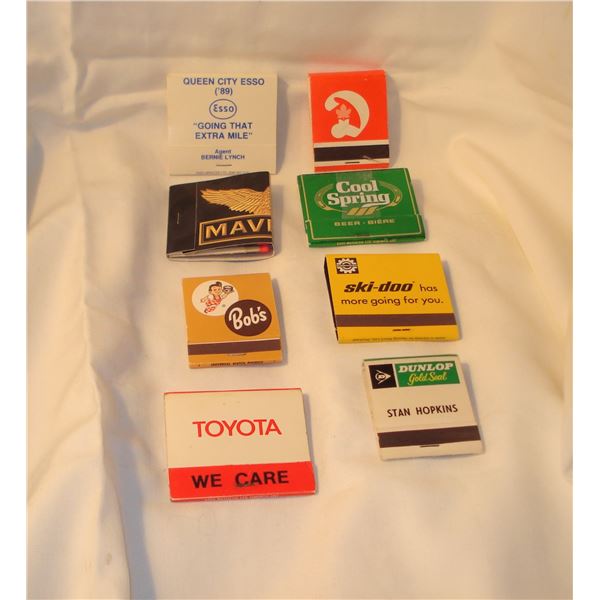 QUEEN CITY ESSO
('89)
Esso
"GOING THAT
EXTRA MILE"
Agent
BERNIE LYNCH
MAV
Cool
Spring
BEER - BIÈRE
Bob's
ski-doo has
more going for you.
DUNLOP
Gold Seal
D
STAN HOPKINS
TOYOTA
WE CARE